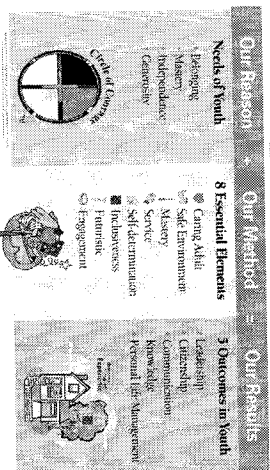 Our Reason + Our Method = Our Results
Needs of Youth
Belonging
Mastery
Independence
Generosity
Circle of Courage
8 Essential Elements
Caring Adult
Safe Environment
Mastery
Service
Self-determination
Inclusiveness
Futuristic
Engagement
5 Outcomes in Youth
Leadership
Citizenship
Communication
Knowledge
Personal Life Management